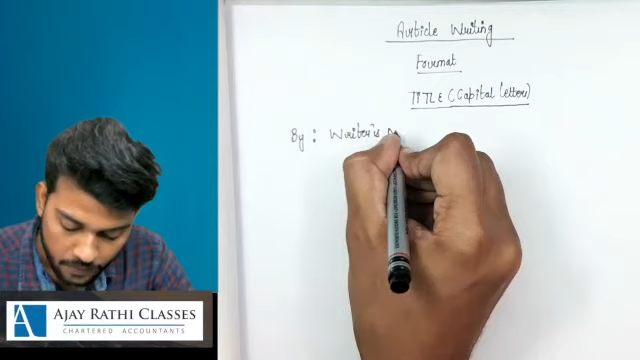 Article Writing
Format
TITLE (Capital letters)
By : Writer's
AJAY RATHI CLASSES
CHARTERED ACCOUNTANTS